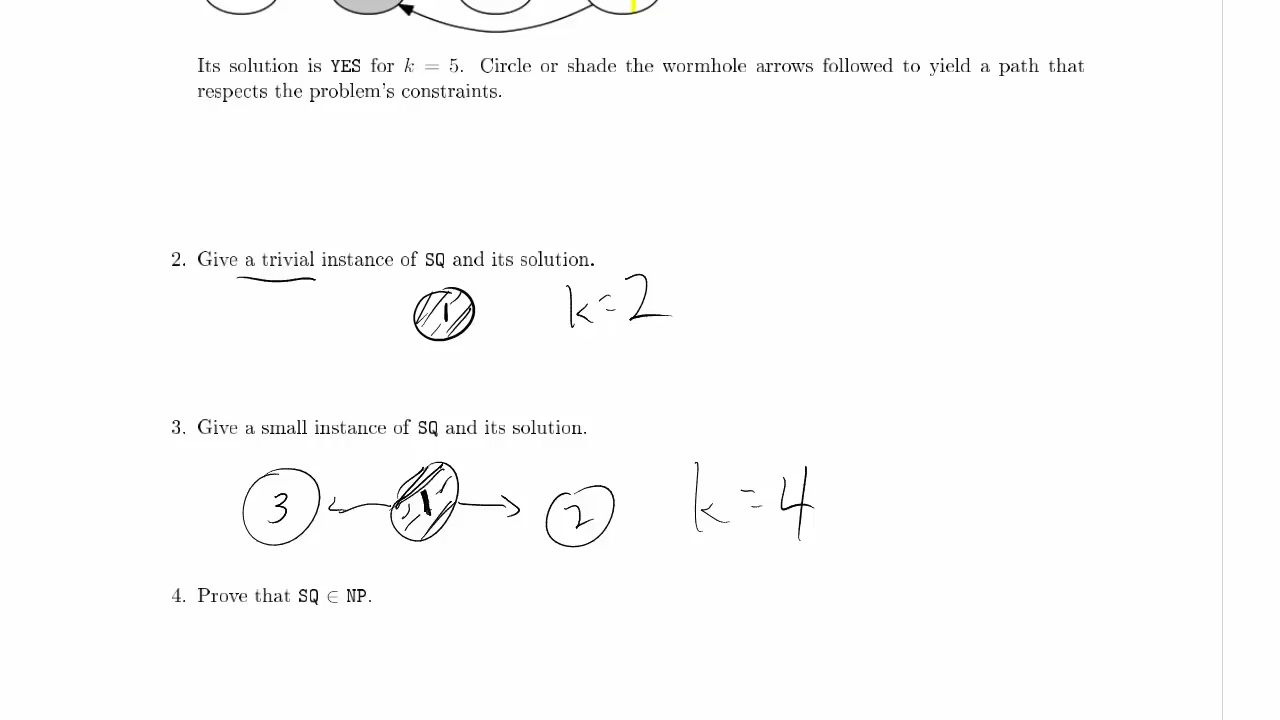 Its solution is YES for k = 5. Circle or shade the wormhole arrows followed to yield a path that
respects the problem's constraints.
2. Give a trivial instance of SQ and its solution.
1 k=2
3. Give a small instance of SQ and its solution.
3 1 2 k=4
4. Prove that SQ ∈ NP.